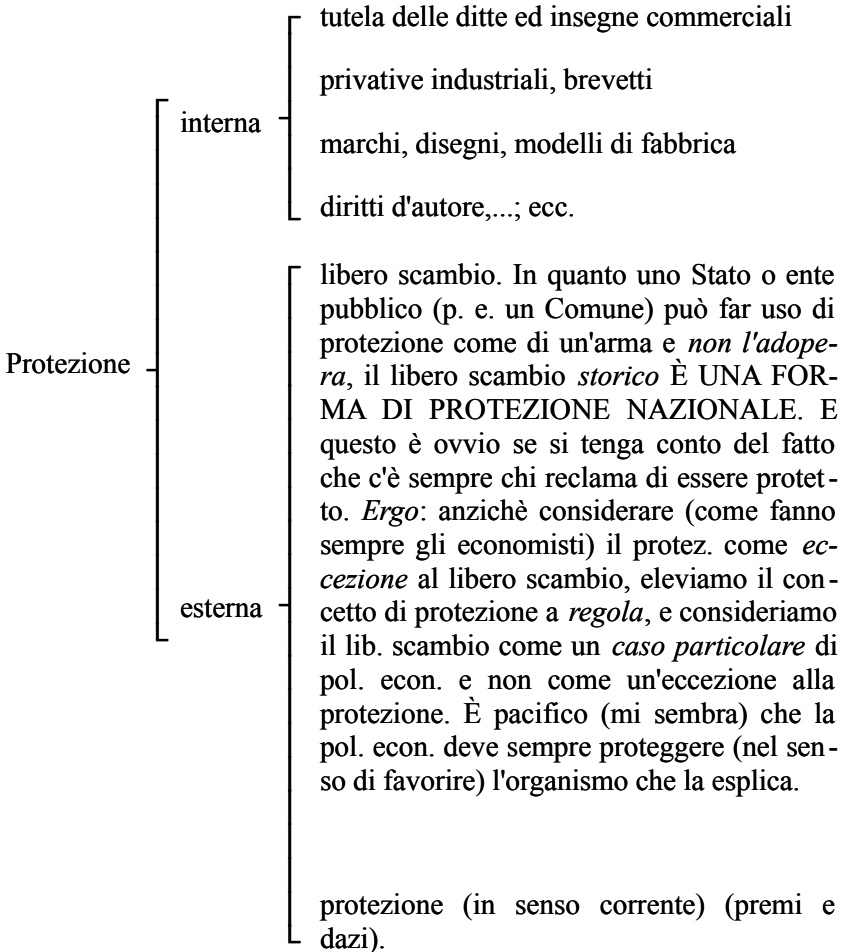 Protezione
interna
tutela delle ditte ed insegne commerciali
privative industriali, brevetti
marchi, disegni, modelli di fabbrica
diritti d'autore,...; ecc.
esterna
libero scambio. In quanto uno Stato o ente
pubblico (p. e. un Comune) può far uso di
protezione come di un'arma e non l'adope-
ra, il libero scambio storico È UNA FOR-
MA DI PROTEZIONE NAZIONALE. E
questo è ovvio se si tenga conto del fatto
che c'è sempre chi reclama di essere protet-
to. Ergo: anzichè considerare (come fanno
sempre gli economisti) il protez. come ec-
cezione al libero scambio, eleviamo il con-
cetto di protezione a regola, e consideriamo
il lib. scambio come un caso particolare di
pol. econ. e non come un'eccezione alla
protezione. È pacifico (mi sembra) che la
pol. econ. deve sempre proteggere (nel sen-
so di favorire) l'organismo che la esplica.
protezione (in senso corrente) (premi e
dazi).